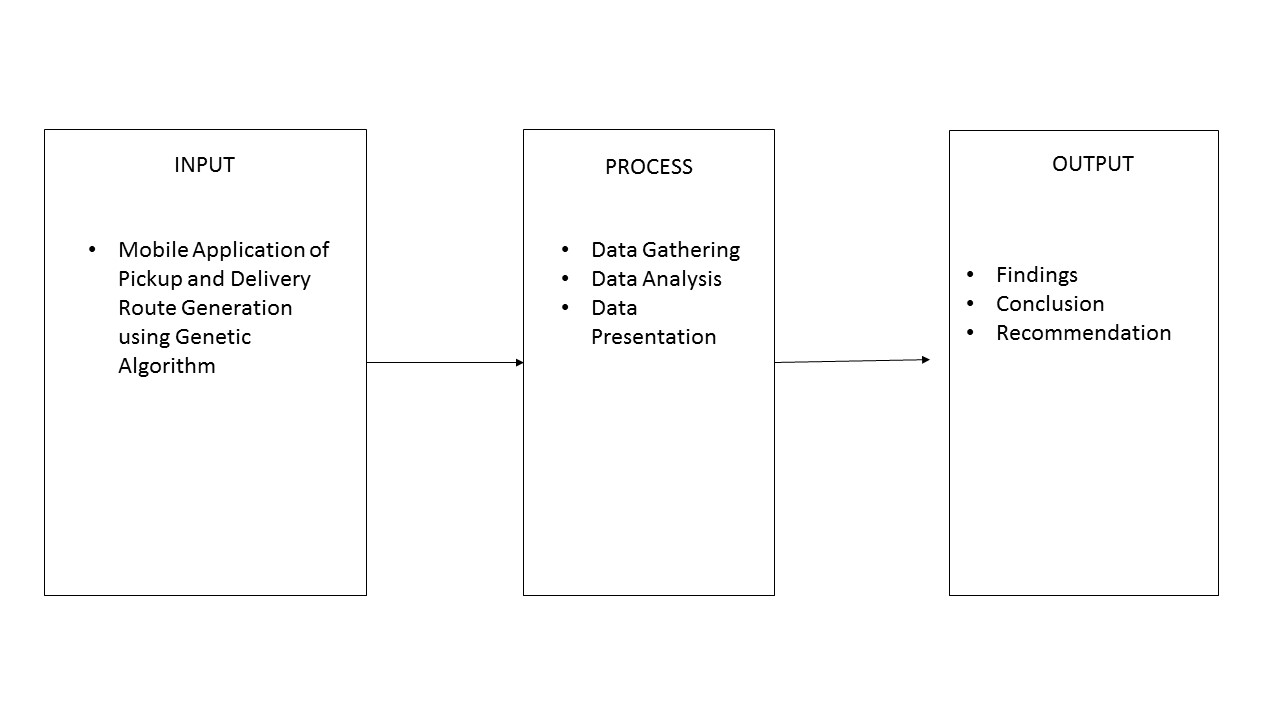 INPUT
• Mobile Application of
Pickup and Delivery
Route Generation
using Genetic
Algorithm
PROCESS
• Data Gathering
• Data Analysis
• Data
Presentation
OUTPUT
• Findings
• Conclusion
• Recommendation